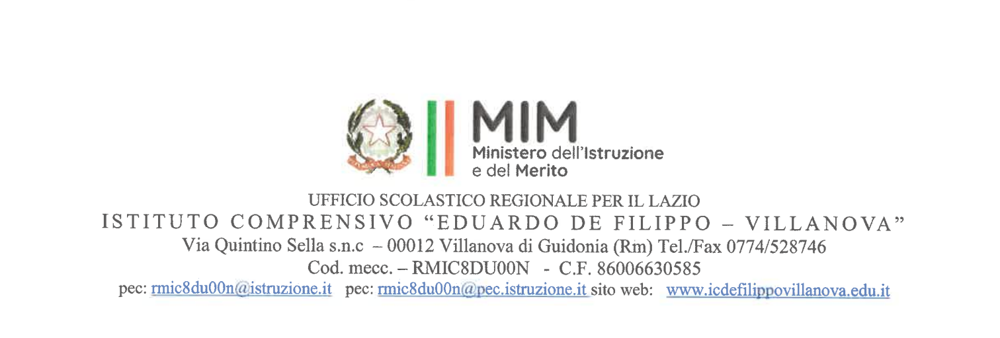 MIM
Ministero dell'Istruzione
e del Merito
UFFICIO SCOLASTICO REGIONALE PER IL LAZIO
ISTITUTO COMPRENSIVO “EDUARDO DE FILIPPO – VILLANOVA”
Via Quintino Sella s.n.c – 00012 Villanova di Guidonia (Rm) Tel./Fax 0774/528746
Cod. mecc. – RMIC8DU00N - C.F. 86006630585
pec: rmic8du00n@istruzione.it pec: rmic8du00n@pec.istruzione.it sito web: www.icdefilippovillanova.edu.it